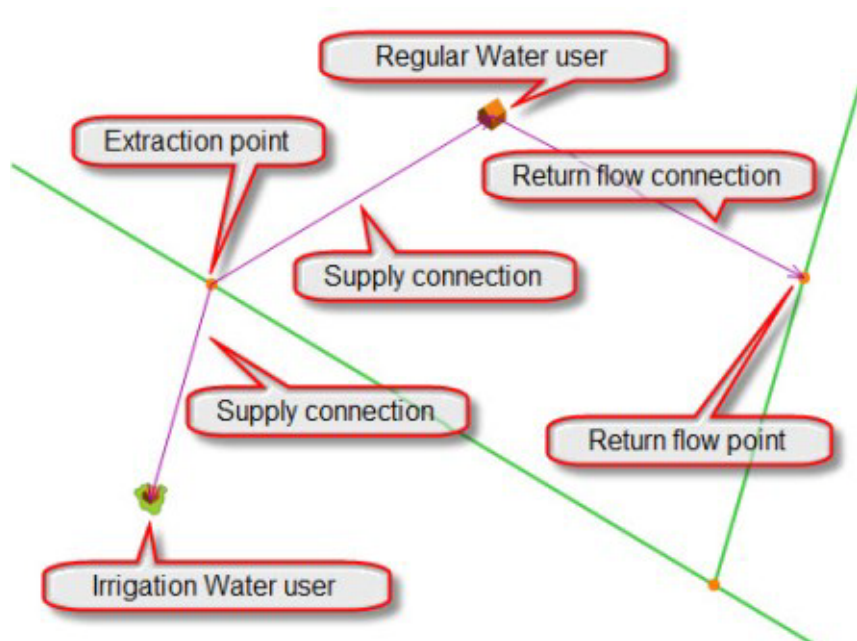 Regular Water user
Extraction point
Return flow connection
Supply connection
Supply connection
Return flow point
Irrigation Water user